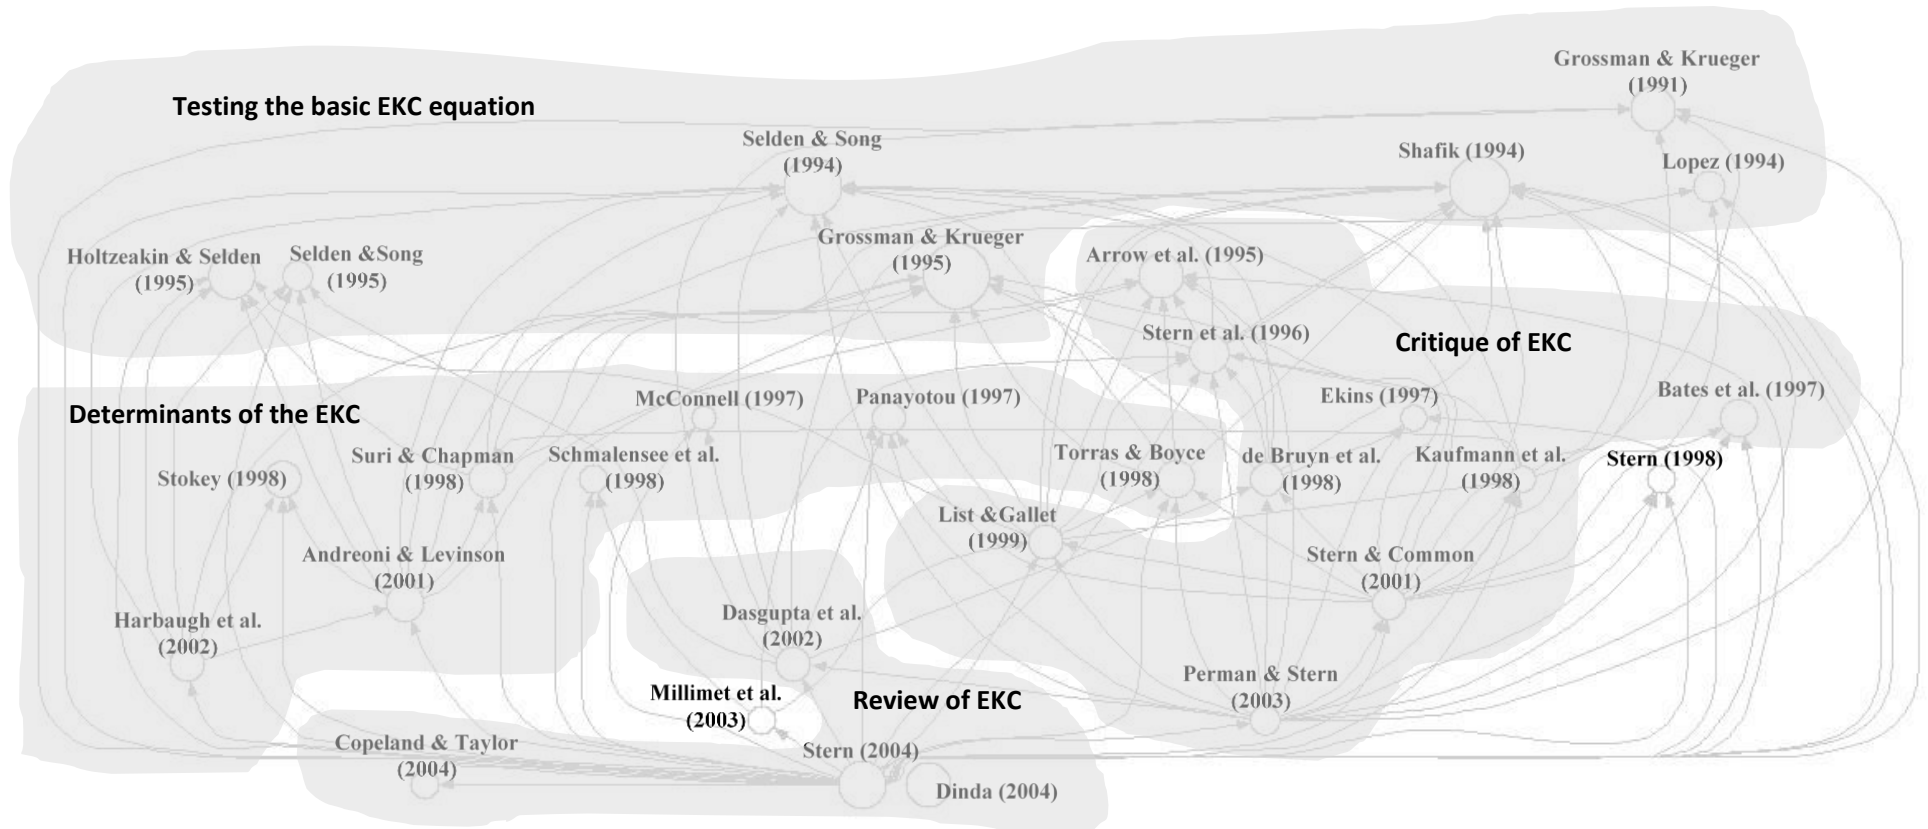 Grossman & Krueger
(1991)
Testing the basic EKC equation
Selden & Song
(1994)
Shafik (1994)
Lopez (1994)
Holtzeakin & Selden
(1995)
Selden &Song
(1995)
Grossman & Krueger
(1995)
Arrow et al. (1995)
Stern et al. (1996)
Critique of EKC
Determinants of the EKC
McConnell (1997)
Panayotou (1997)
Ekins (1997)
Bates et al. (1997)
Stokey (1998)
Suri & Chapman
(1998)
Schmalensee et al.
(1998)
Torras & Boyce
(1998)
de Bruyn et al.
(1998)
Kaufmann et al.
(1998)
Stern (1998)
List &Gallet
(1999)
Andreoni & Levinson
(2001)
Stern & Common
(2001)
Harbaugh et al.
(2002)
Dasgupta et al.
(2002)
Millimet et al.
(2003)
Review of EKC
Perman & Stern
(2003)
Copeland & Taylor
(2004)
Stern (2004)
Dinda (2004)